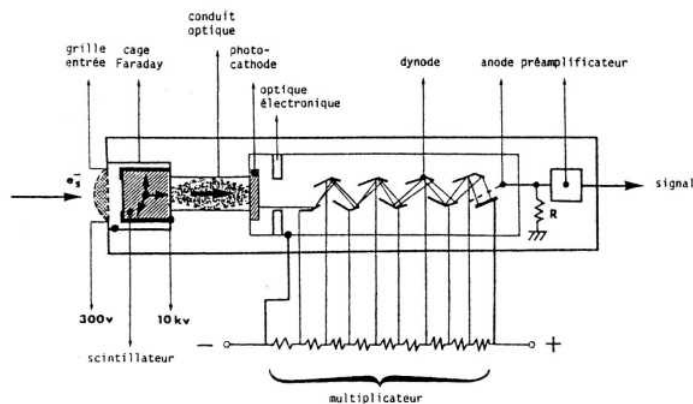 conduit
optique
grille
entrée
cage
Faraday
photo-
cathode
dynode
anode préamplificateur
optique
électronique
e⁻s
signal
R
300v
10kv
scintillateur
-
+
multiplicateur